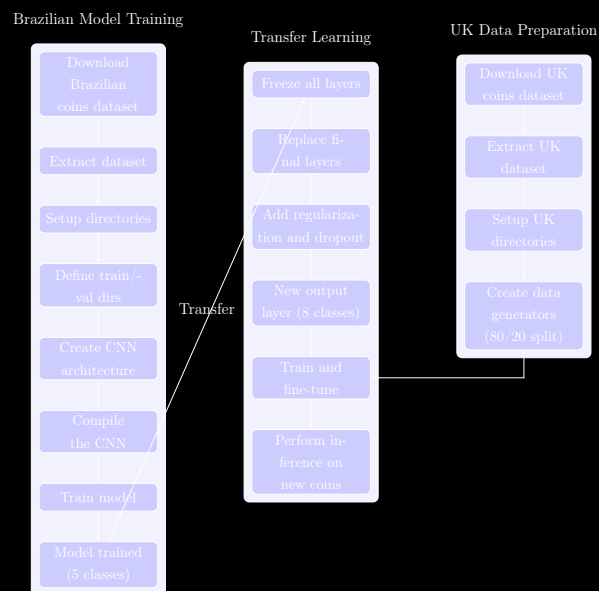 Brazilian Model Training
Download
Brazilian
coins dataset
Extract dataset
Setup directories
Define train/-
val dirs
Create CNN
architecture
Compile
the CNN
Train model
Model trained
(5 classes)
Transfer
Transfer Learning
Freeze all layers
Replace fi-
nal layers
Add regulariza-
tion and dropout
New output
layer (8 classes)
Train and
fine-tune
Perform in-
ference on
new coins
UK Data Preparation
Download UK
coins dataset
Extract UK
dataset
Setup UK
directories
Create data
generators
(80/20 split)